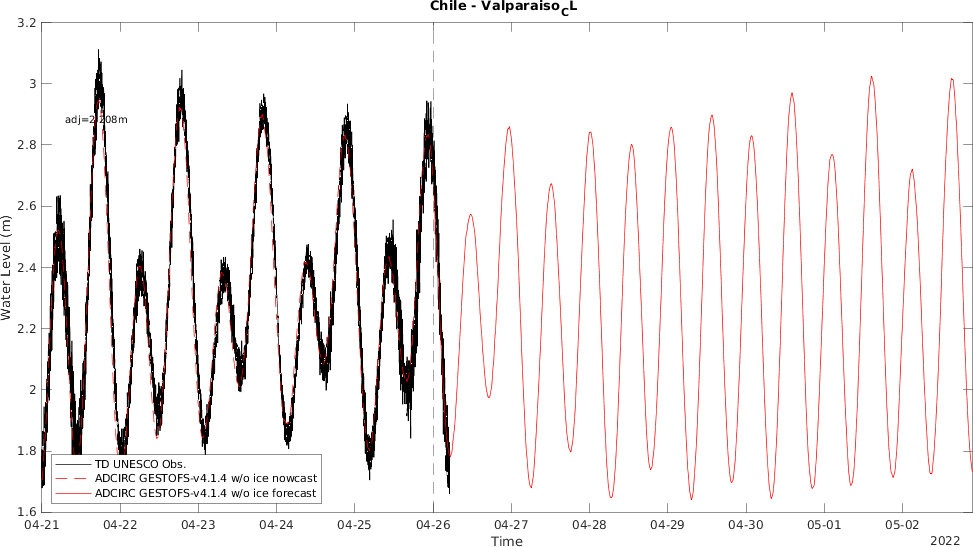 Chile - Valparaiso_CL
3.2
3
2.8
2.6
2.4
2.2
2
1.8
1.6
Water Level (m)
adj=2.208m
TD UNESCO Obs.
ADCIRC GESTOFS-v4.1.4 w/o ice nowcast
ADCIRC GESTOFS-v4.1.4 w/o ice forecast
04-21 04-22 04-23 04-24 04-25 04-26 04-27 04-28 04-29 04-30 05-01 05-02
Time
2022